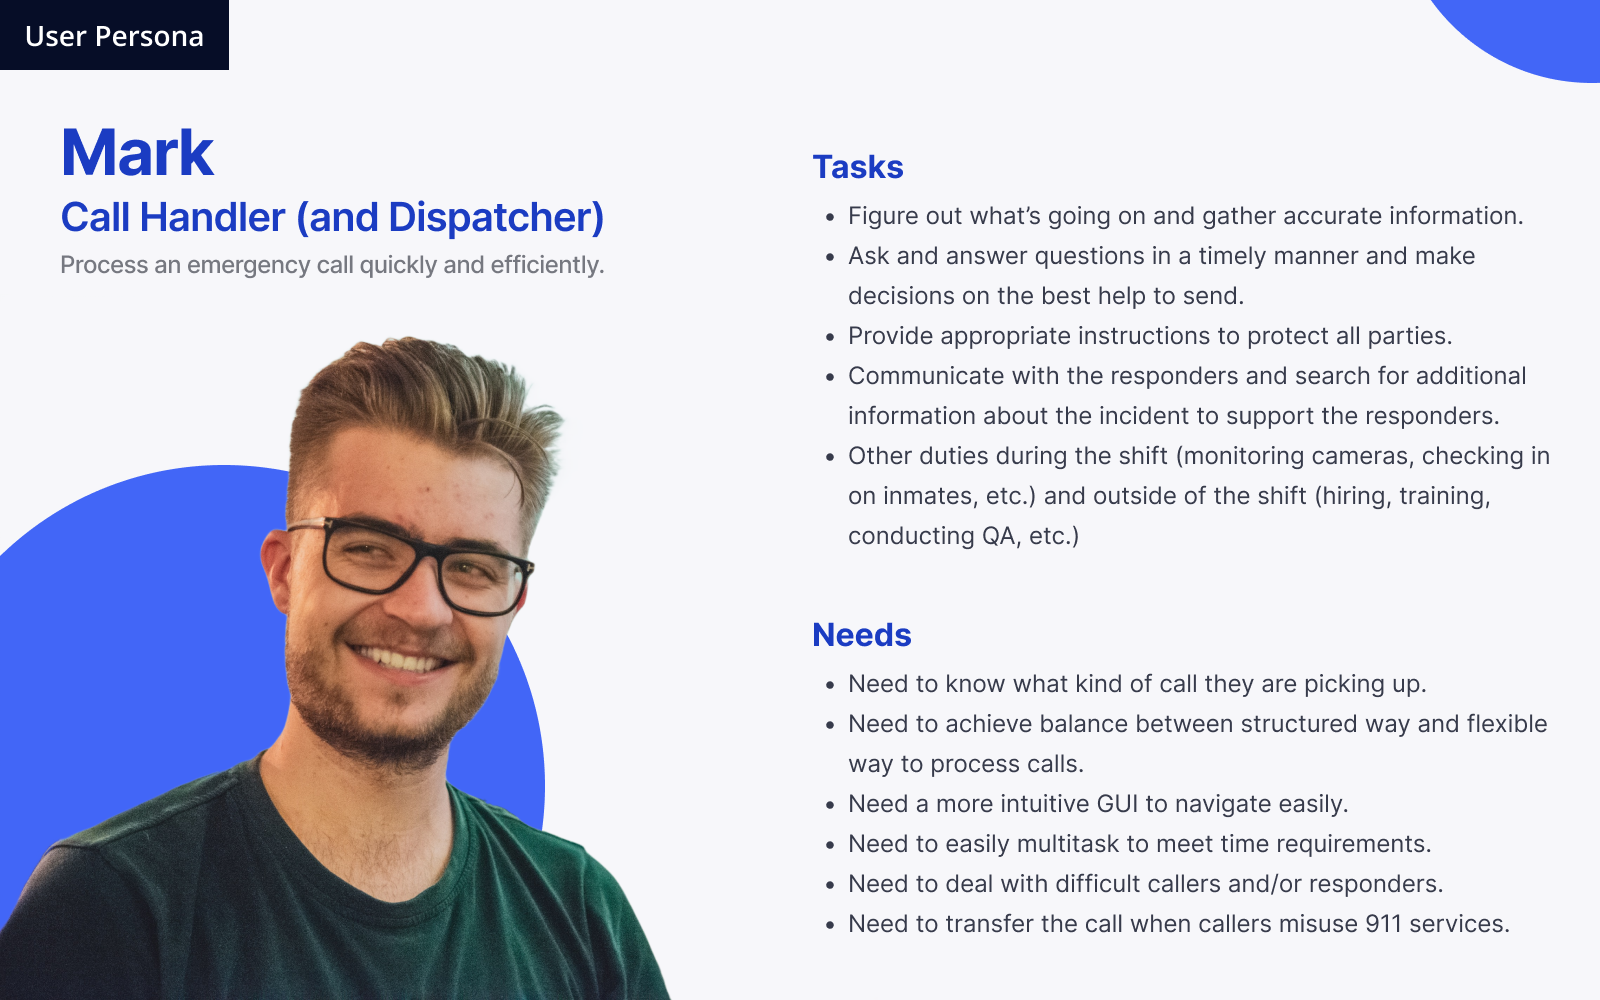 User Persona
Mark
Call Handler (and Dispatcher)
Process an emergency call quickly and efficiently.
Tasks
• Figure out what’s going on and gather accurate information.
• Ask and answer questions in a timely manner and make
decisions on the best help to send.
• Provide appropriate instructions to protect all parties.
• Communicate with the responders and search for additional
information about the incident to support the responders.
• Other duties during the shift (monitoring cameras, checking in
on inmates, etc.) and outside of the shift (hiring, training,
conducting QA, etc.)
Needs
• Need to know what kind of call they are picking up.
• Need to achieve balance between structured way and flexible
way to process calls.
• Need a more intuitive GUI to navigate easily.
• Need to easily multitask to meet time requirements.
• Need to deal with difficult callers and/or responders.
• Need to transfer the call when callers misuse 911 services.